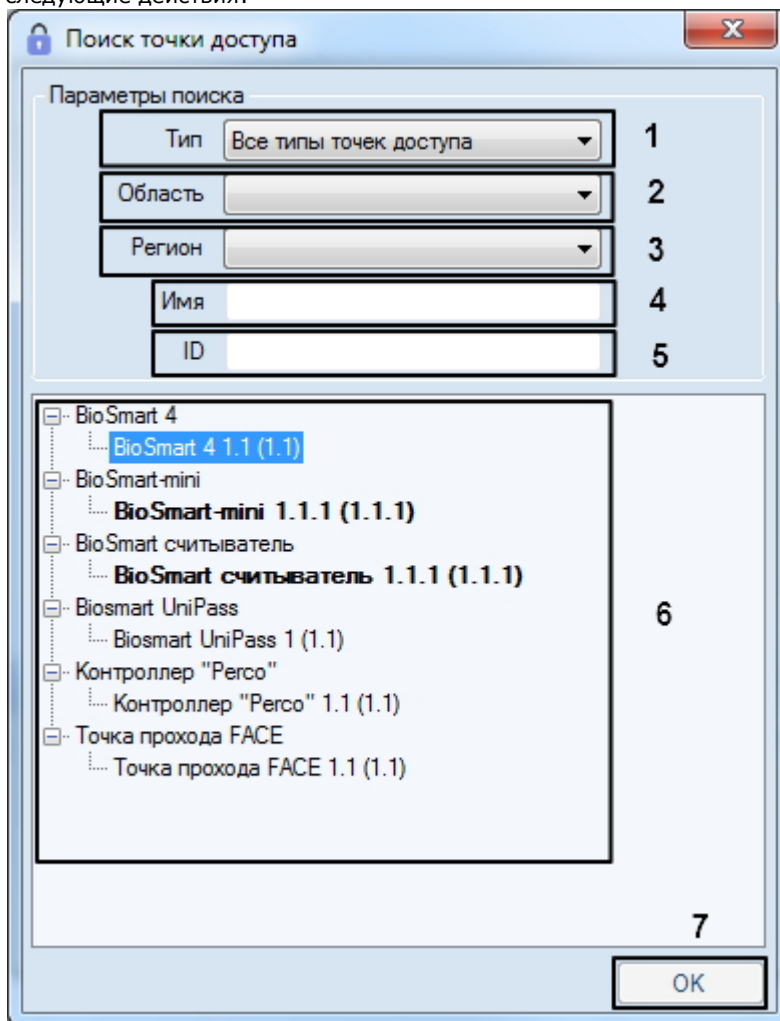 следующие действия:
Поиск точки доступа
Параметры поиска
Тип Все типы точек доступа 1
Область 2
Регион 3
Имя 4
ID 5
BioSmart 4
BioSmart 4 1.1 (1.1)
BioSmart-mini
BioSmart-mini 1.1.1 (1.1.1)
BioSmart считыватель
BioSmart считыватель 1.1.1 (1.1.1)
Biosmart UniPass
6
Biosmart UniPass 1 (1.1)
Контроллер "Perco"
Контроллер "Perco" 1.1 (1.1)
Точка прохода FACE
Точка прохода FACE 1.1 (1.1)
7
OK